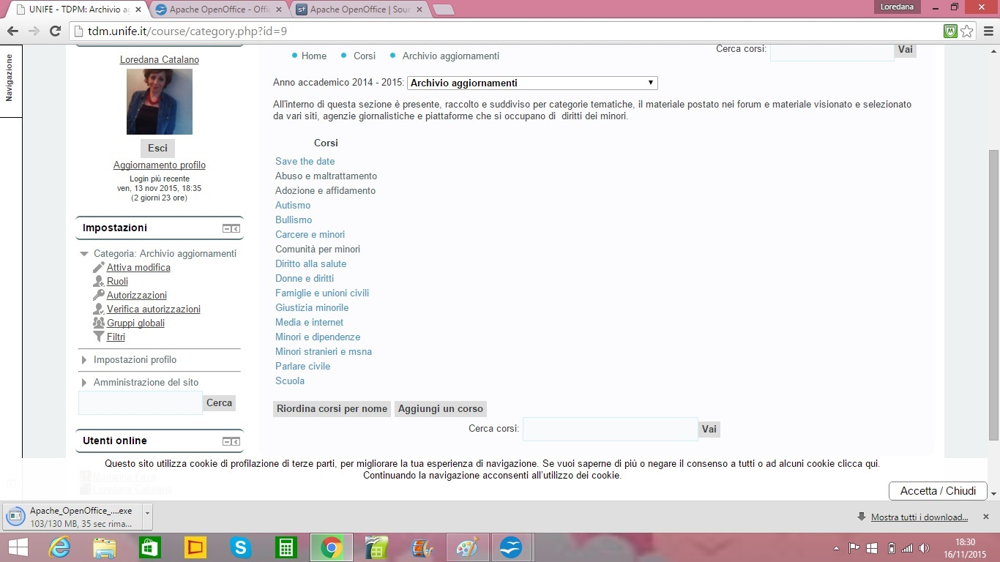 UNIFE - TDPM: Archivio ag
Apache OpenOffice - Offic
Apache OpenOffice | Sour
Loredana
tdm.unife.it/course/category.php?id=9
Navigazione
Loredana Catalano
Esci
Aggiornamento profilo
Login più recente
ven, 13 nov 2015, 18:35
(2 giorni 23 ore)
Impostazioni
Categoria: Archivio aggiornamenti
Attiva modifica
Ruoli
Autorizzazioni
Verifica autorizzazioni
Gruppi globali
Filtri
Impostazioni profilo
Amministrazione del sito
Cerca
Utenti online
Home
Corsi
Archivio aggiornamenti
Cerca corsi:
Vai
Anno accademico 2014 - 2015: Archivio aggiornamenti
All'interno di questa sezione è presente, raccolto e suddiviso per categorie tematiche, il materiale postato nei forum e materiale visionato e selezionato
da vari siti, agenzie giornalistiche e piattaforme che si occupano di diritti dei minori.
Corsi
Save the date
Abuso e maltrattamento
Adozione e affidamento
Autismo
Bullismo
Carcere e minori
Comunità per minori
Diritto alla salute
Donne e diritti
Famiglie e unioni civili
Giustizia minorile
Media e internet
Minori e dipendenze
Minori stranieri e msna
Parlare civile
Scuola
Riordina corsi per nome
Aggiungi un corso
Cerca corsi:
Vai
Questo sito utilizza cookie di profilazione di terze parti, per migliorare la tua esperienza di navigazione. Se vuoi saperne di più o negare il consenso a tutti o ad alcuni cookie clicca qui.
Continuando la navigazione acconsenti all'utilizzo dei cookie.
Loredana Catalano
Accetta / Chiudi
Apache_OpenOffice_....exe
103/130 MB, 35 sec rima...
Mostra tutti i download...
18:30
16/11/2015